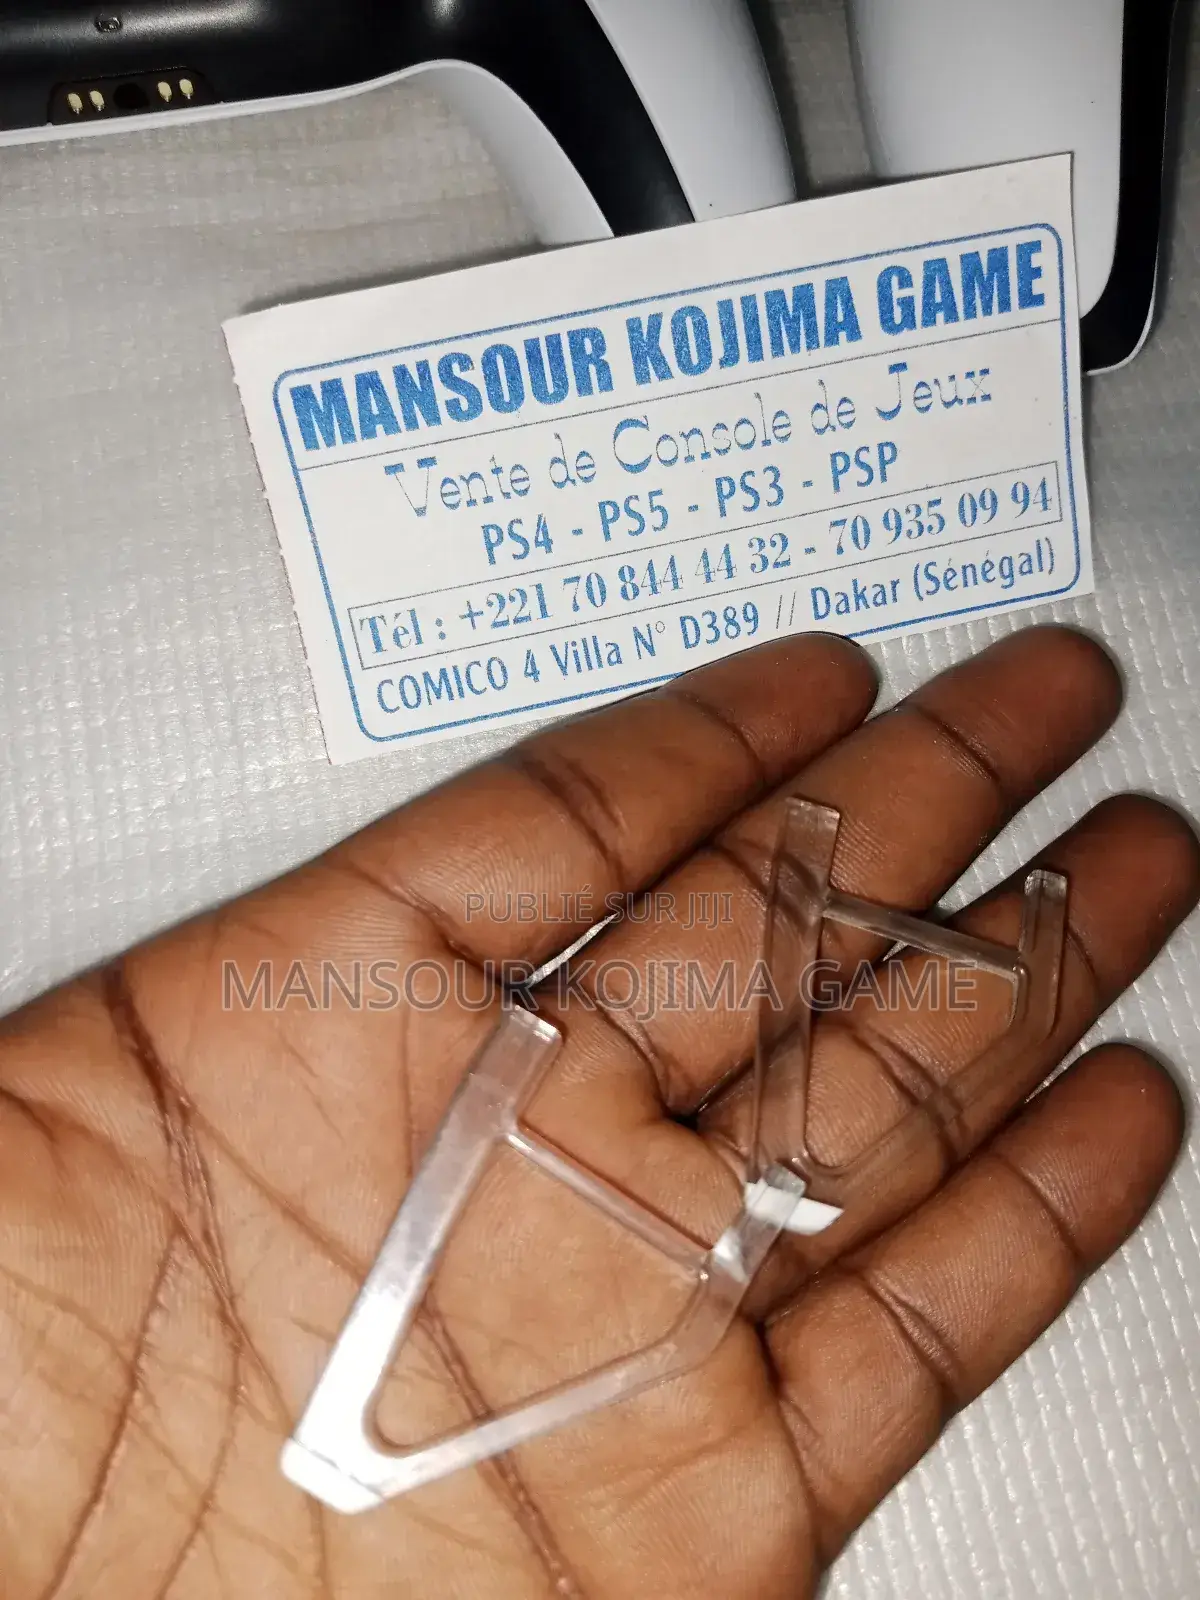 MANSOUR KOJIMA GAME
Vente de Console de Jeux
PS4 - PS5 - PS3 - PSP
Tél : +221 70 844 44 32 - 70 935 09 94
COMICO 4 Villa N° D389 // Dakar (Sénégal)
PUBLIÉ SUR JIJI
MANSOUR KOJIMA GAME